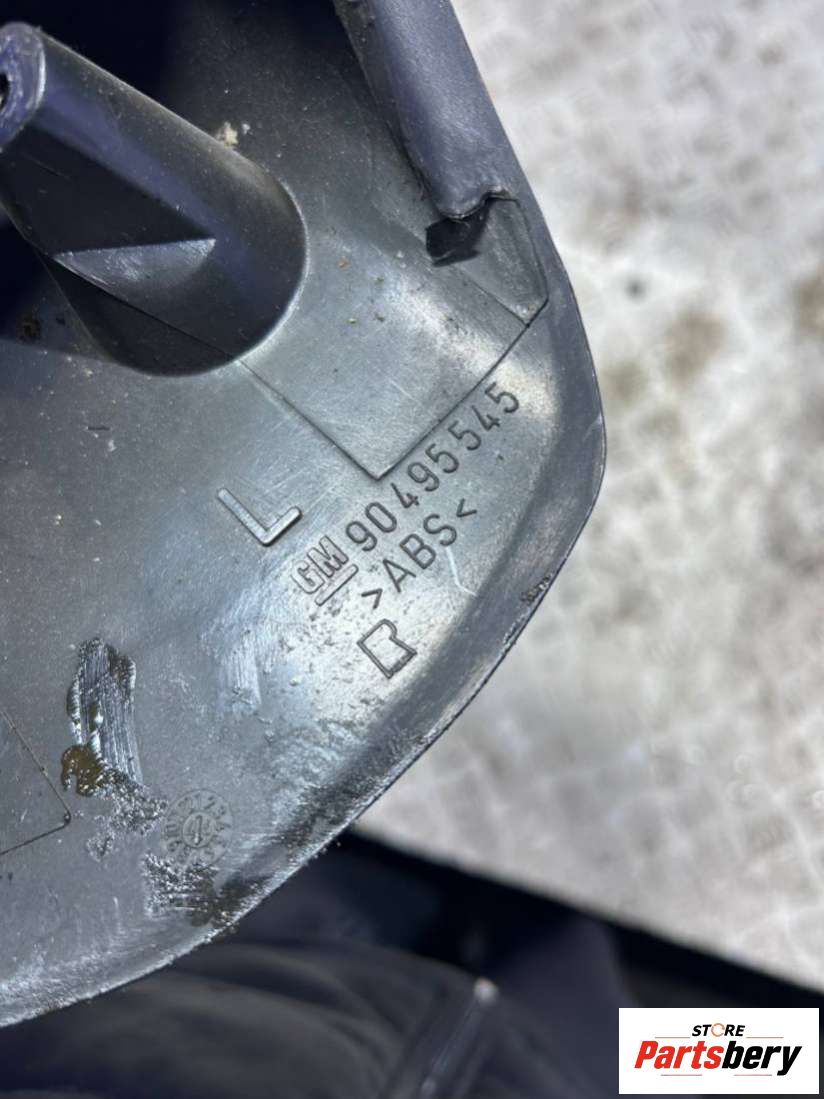 L
GM 90495545
>ABS<
STORE
Partsbery